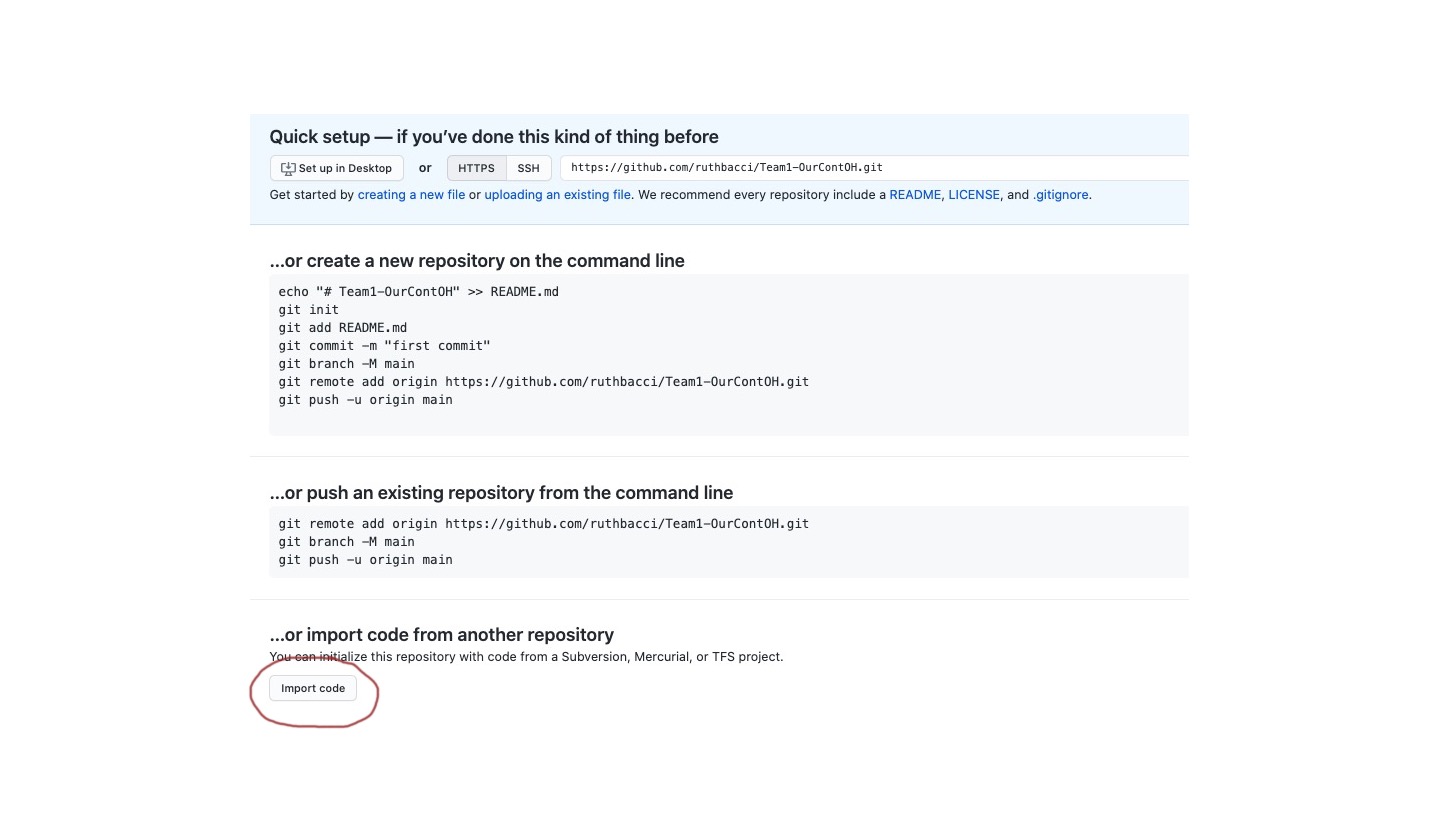 Quick setup — if you’ve done this kind of thing before
Set up in Desktop or HTTPS SSH https://github.com/ruthbacci/Team1-OurContOH.git
Get started by creating a new file or uploading an existing file. We recommend every repository include a README, LICENSE, and .gitignore.
…or create a new repository on the command line
echo "# Team1-OurContOH" >> README.md
git init
git add README.md
git commit -m "first commit"
git branch -M main
git remote add origin https://github.com/ruthbacci/Team1-OurContOH.git
git push -u origin main
…or push an existing repository from the command line
git remote add origin https://github.com/ruthbacci/Team1-OurContOH.git
git branch -M main
git push -u origin main
…or import code from another repository
You can initialize this repository with code from a Subversion, Mercurial, or TFS project.
Import code